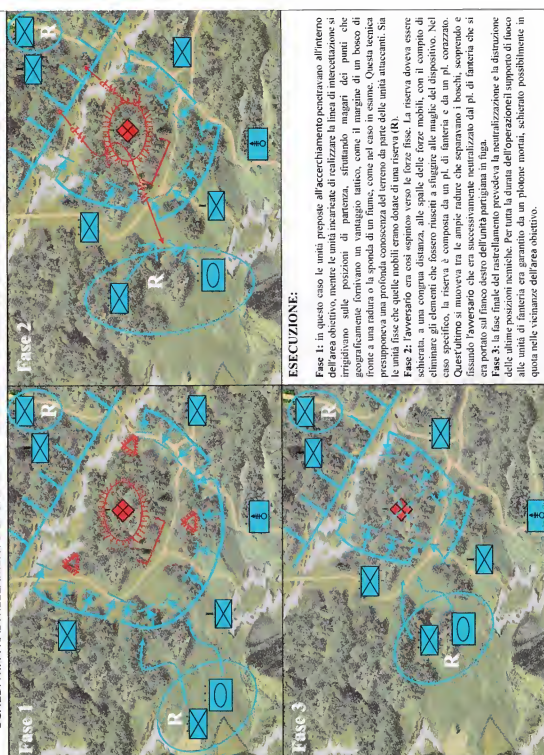 Fase 1
R
Fase 2
R
R
ESECUZIONE:
Fase 1: in questo caso le unità preposte all'accerchiamento penetravano all'interno
dell'area obiettivo, mentre le unità incaricate di realizzare la linea di intercettazione si
irrigidivano sulle posizioni di partenza, sfruttando magari dei punti che
geograficamente fornivano un vantaggio tattico, come il margine di un bosco di
fronte a una radura o la sponda di un fiume, come nel caso in esame. Questa tecnica
presupponeva una profonda conoscenza del terreno da parte delle unità attaccanti. Sia
le unità fisse che quelle mobili erano dotate di una riserva (R).
Fase 2: l'avversario era così «spinto» verso le forze fisse. La riserva doveva essere
schierata, a una congrua distanza, alle spalle delle forze mobili, con il compito di
eliminare gli elementi che fossero riusciti a sfuggire alle maglie del dispositivo. Nel
caso specifico, la riserva è composta da un pl. di fanteria e da un pl. corazzato.
Quest'ultimo si muoveva tra le ampie radure che separavano i boschi, scoprendo e
fissando l'avversario che era successivamente neutralizzato dal pl. di fanteria che si
era portato sul fianco destro dell'unità partigiana in fuga.
Fase 3: la fase finale del rastrellamento prevedeva la neutralizzazione e la distruzione
delle ultime posizioni nemiche. Per tutta la durata dell'operazione il supporto di fuoco
alle unità di fanteria era garantito da un plotone mortai, schierato possibilmente in
quota nelle vicinanze dell'area obiettivo.
Fase 3
R
R